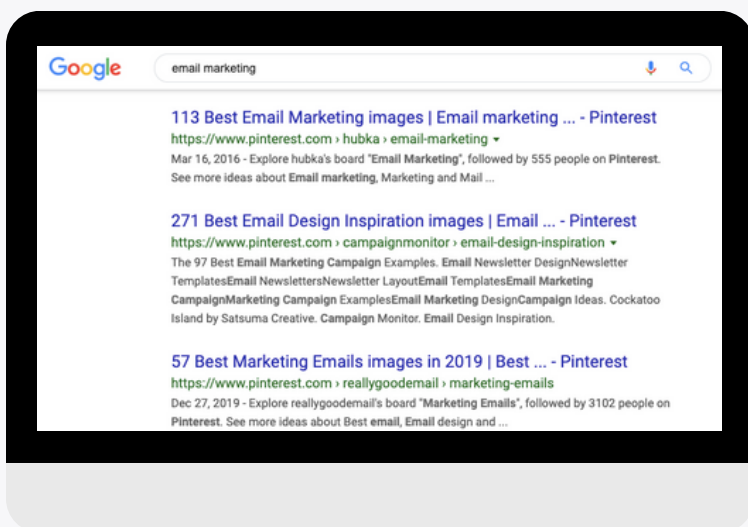 Google
email marketing
113 Best Email Marketing images | Email marketing ... - Pinterest
https://www.pinterest.com › hubka › email-marketing
Mar 16, 2016 - Explore hubka's board "Email Marketing", followed by 555 people on Pinterest.
See more ideas about Email marketing, Marketing and Mail ...
271 Best Email Design Inspiration images | Email ... - Pinterest
https://www.pinterest.com › campaignmonitor › email-design-inspiration
The 97 Best Email Marketing Campaign Examples. Email Newsletter DesignNewsletter
TemplatesEmail NewslettersNewsletter LayoutEmail TemplatesEmail Marketing
CampaignMarketing Campaign ExamplesEmail Marketing DesignCampaign Ideas. Cockatoo
Island by Satsuma Creative. Campaign Monitor. Email Design Inspiration.
57 Best Marketing Emails images in 2019 | Best ... - Pinterest
https://www.pinterest.com › reallygoodemail › marketing-emails
Dec 27, 2019 - Explore reallygoodemail's board "Marketing Emails", followed by 3102 people on
Pinterest. See more ideas about Best email, Email design and ...